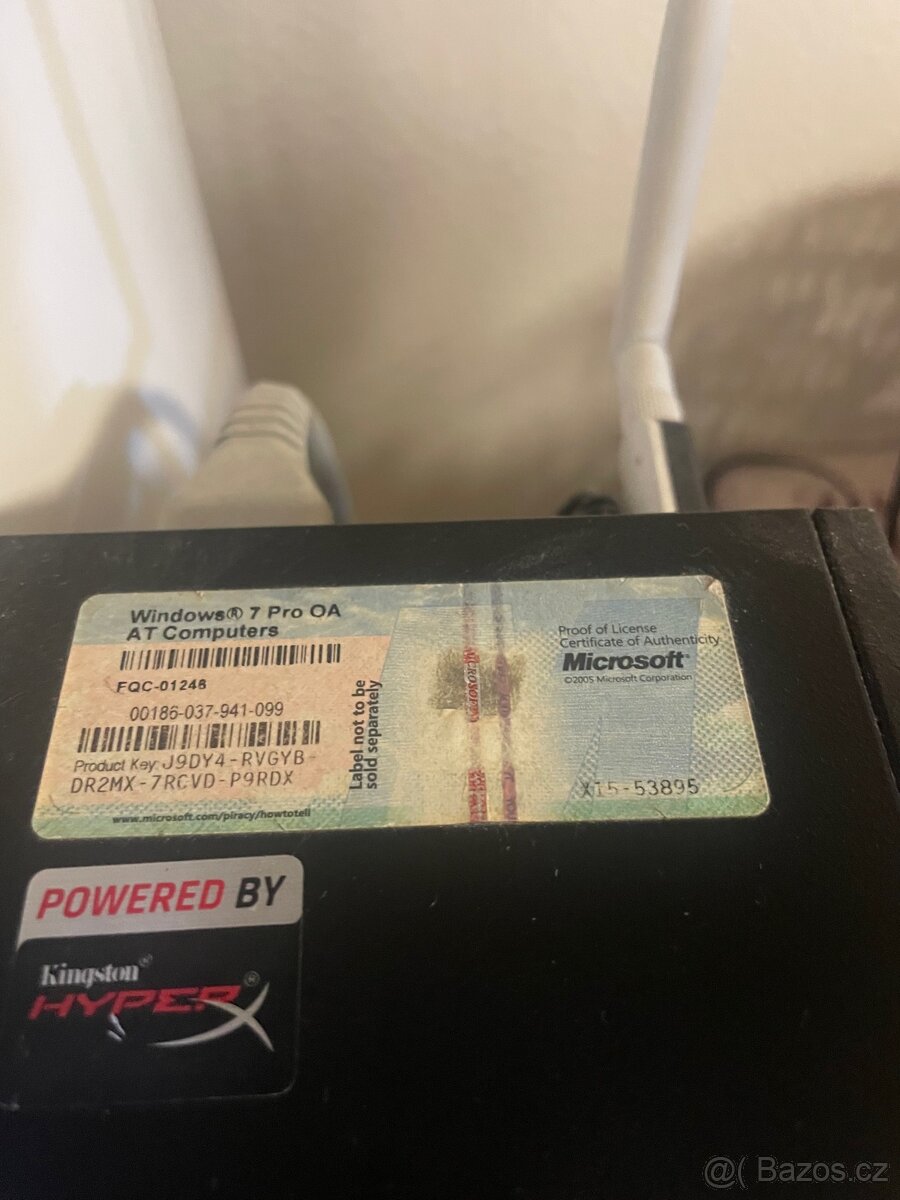 Windows® 7 Pro OA
AT Computers
FQC-01246
00186-037-941-099
Product Key: J9DY4-RVGYB-
DR2MX-7RCVD-P9RDX
www.microsoft.com/piracy/howtotell
Label not to be
sold separately
MICROSOFT
Proof of License
Certificate of Authenticity
Microsoft®
©2005 Microsoft Corporation
X15-53895
POWERED BY
Kingston®
HYPERX®
@( Bazos.cz